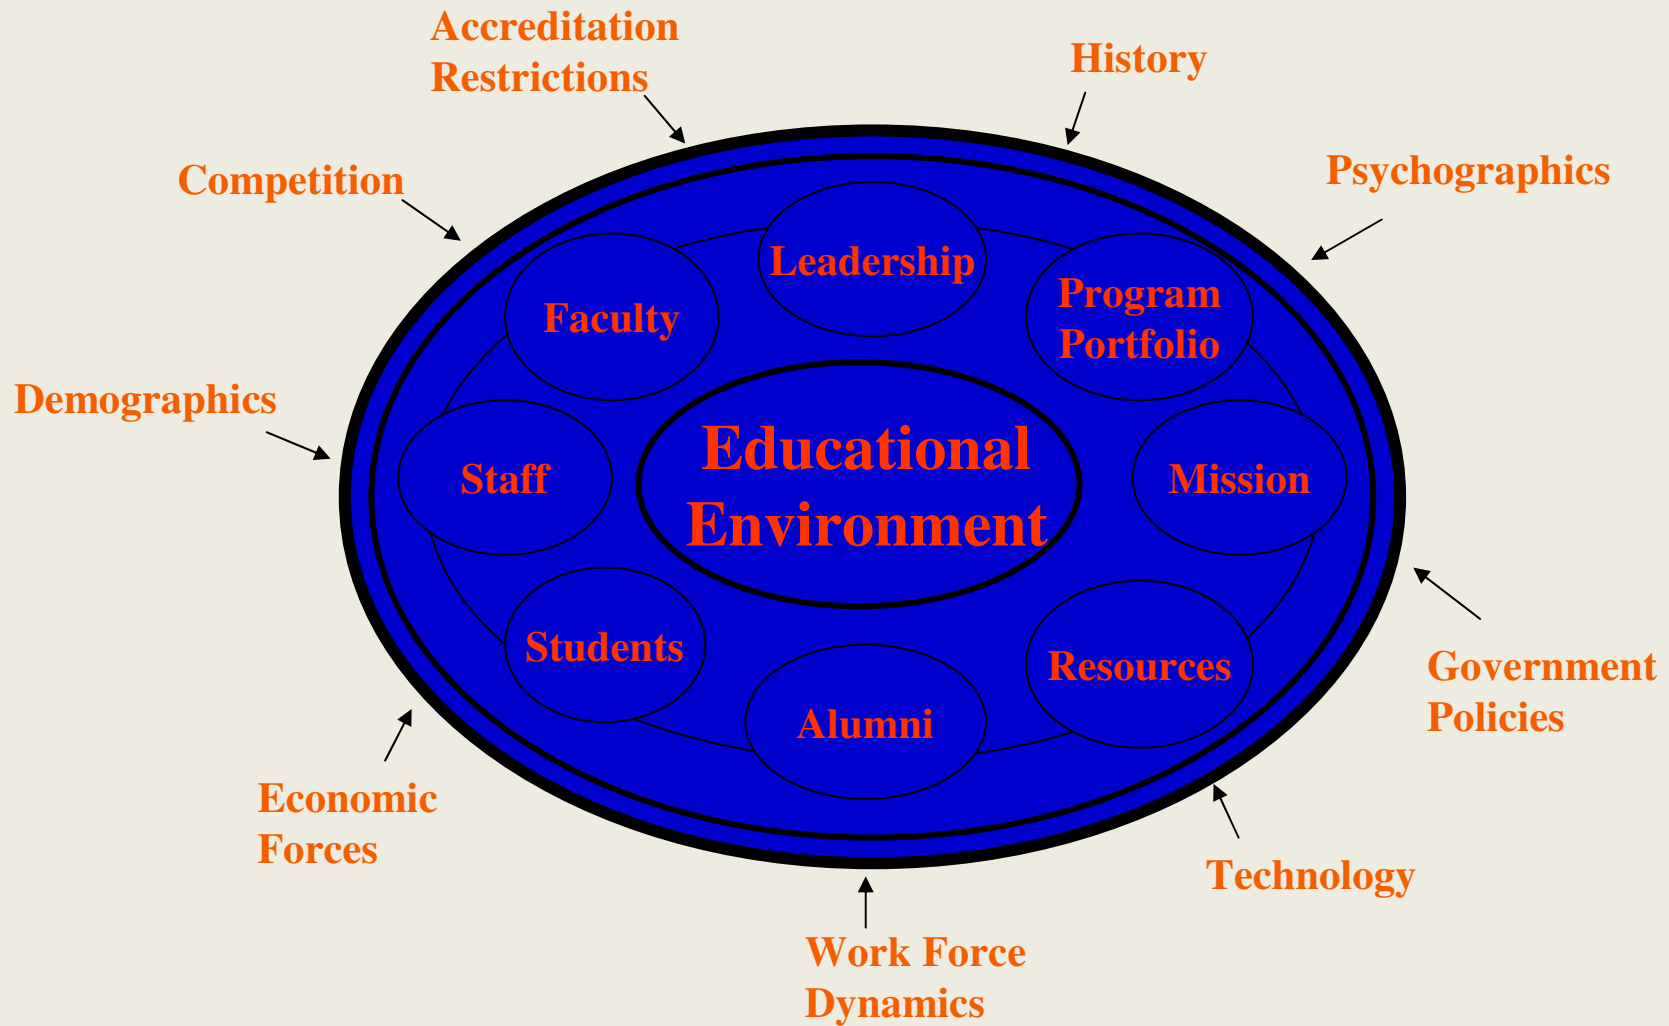 Accreditation
Restrictions
History
Psychographics
Competition
Leadership
Program
Portfolio
Faculty
Demographics
Educational
Environment
Staff
Mission
Students
Resources
Government
Policies
Alumni
Economic
Forces
Technology
Work Force
Dynamics